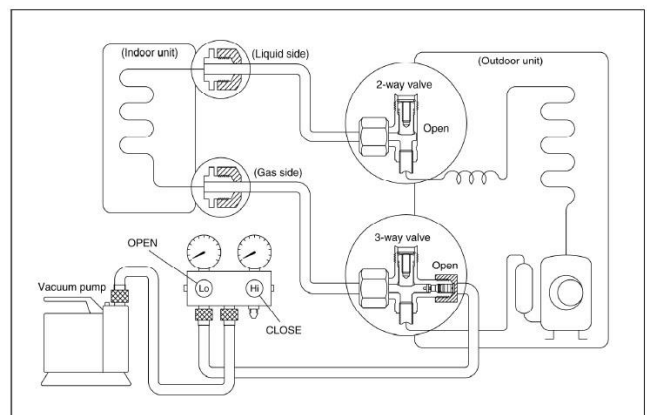 (Indoor unit)
(Liquid side)
(Outdoor unit)
2-way valve
Open
(Gas side)
3-way valve
Open
OPEN
Vacuum pump
Lo
Hi
CLOSE